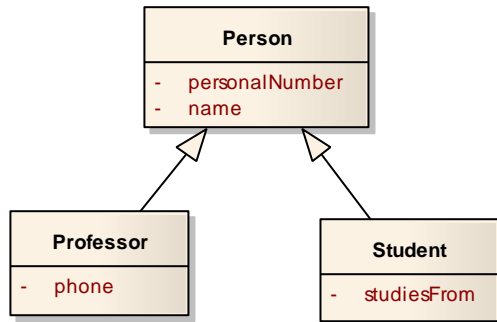 Person
- personalNumber
- name
Professor
- phone
Student
- studiesFrom